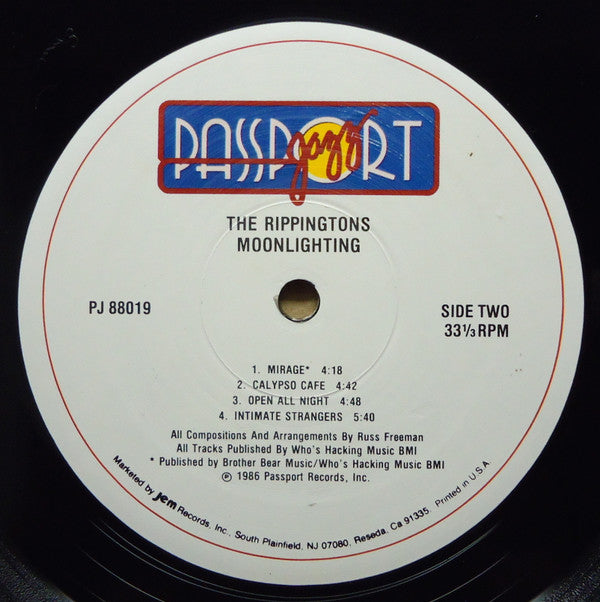 PASSPORT
jazz
THE RIPPINGTONS
MOONLIGHTING
PJ 88019
SIDE TWO
33⅓ RPM
1. MIRAGE* 4:18
2. CALYPSO CAFE 4:42
3. OPEN ALL NIGHT 4:48
4. INTIMATE STRANGERS 5:40
All Compositions And Arrangements By Russ Freeman
All Tracks Published By Who's Hacking Music BMI
* Published by Brother Bear Music/Who's Hacking Music BMI
℗ 1986 Passport Records, Inc.
Marketed by Jem Records, Inc., South Plainfield, NJ 07080, Reseda, Ca 91335. Printed in U.S.A.